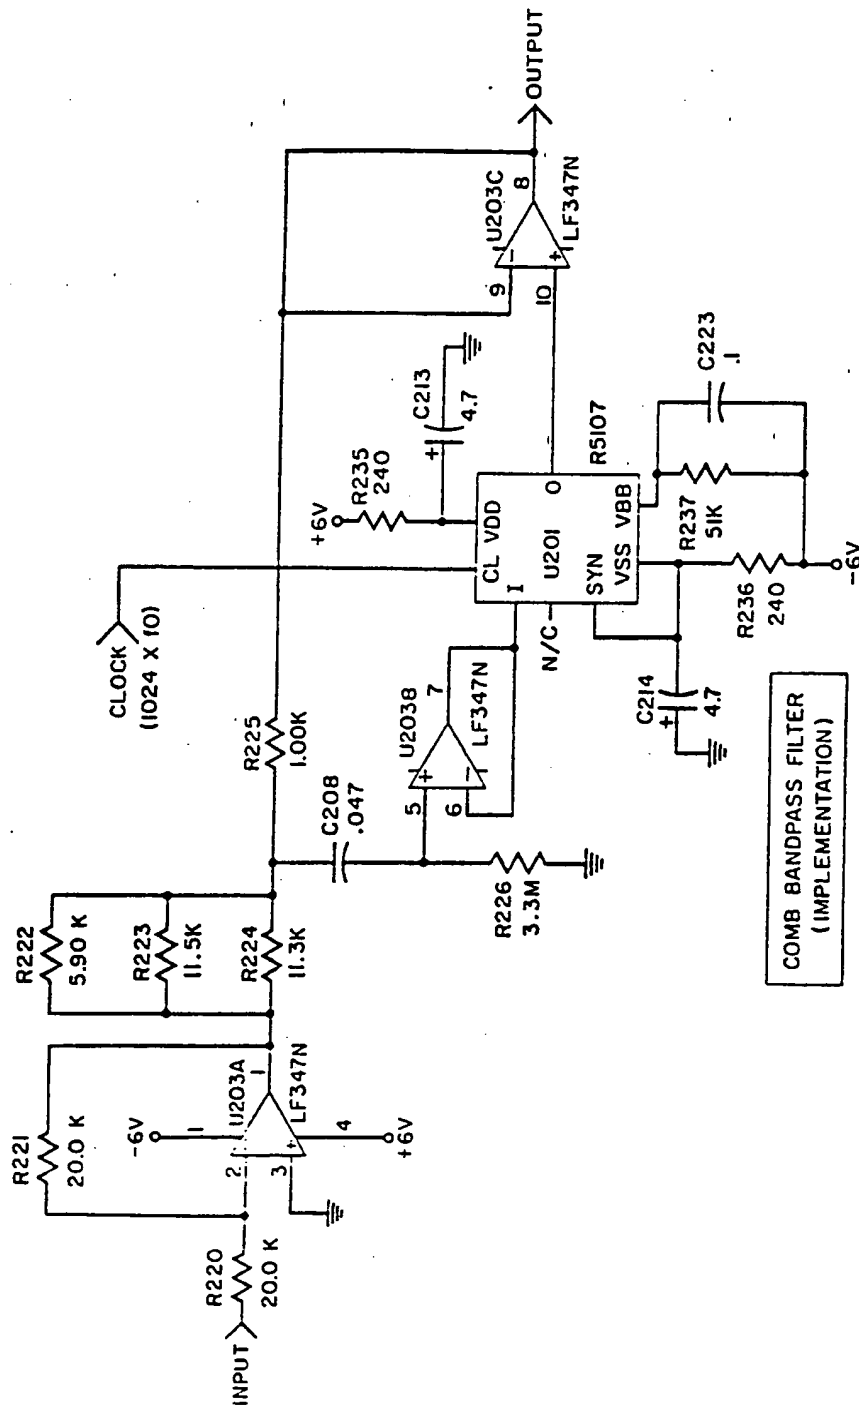 INPUT
R220
20.0 K
R221
20.0 K
-6V
1
2
3
-
+
U203A
LF347N
1
4
+6V
R222
5.90 K
R223
11.5K
R224
11.3K
R225
1.00K
C208
.047
R226
3.3M
5
6
+
-
7
U203B
LF347N
CLOCK
(1024 X f0)
N/C
CL
VDD
I
U201
O
SYN
VSS
VBB
R5107
+6V
R235
240
+
C213
4.7
+
C214
4.7
R236
240
-6V
R237
51K
C223
.1
9
10
-
+
U203C
8
LF347N
OUTPUT
COMB BANDPASS FILTER
(IMPLEMENTATION)